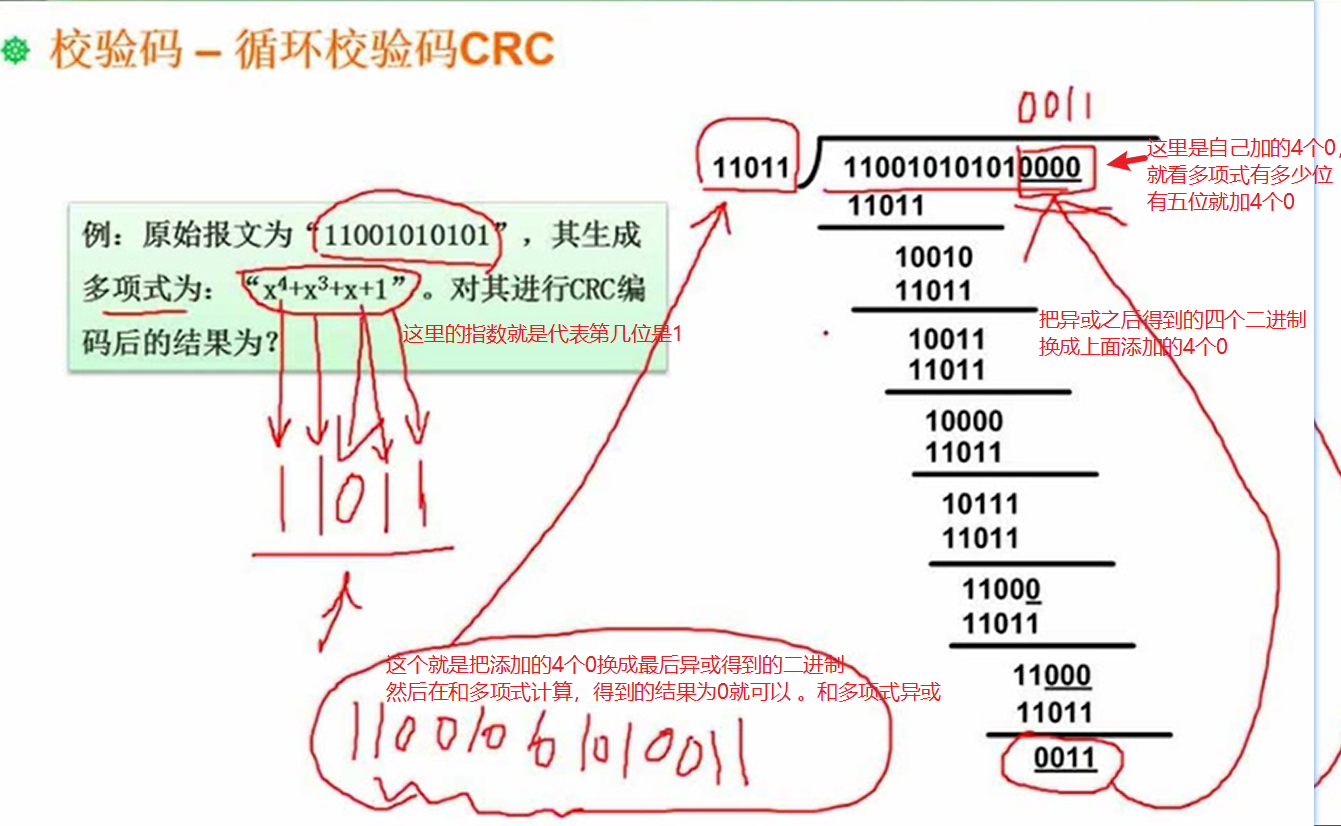 校验码 – 循环校验码CRC
例：原始报文为“11001010101”，其生成
多项式为：“x⁴+x³+x+1”。对其进行CRC编
码后的结果为？
这里的指数就是代表第几位是1
11011
这个就是把添加的4个0换成最后异或得到的二进制
然后在和多项式计算，得到的结果为0就可以 。和多项式异或
110010101010011
0011
11011
110010101010000
这里是自己加的4个0，
就看多项式有多少位
有五位就加4个0
11011
10010
11011
把异或之后得到的四个二进制
换成上面添加的4个0
10011
11011
10000
11011
10111
11011
11000
11011
11000
11011
0011